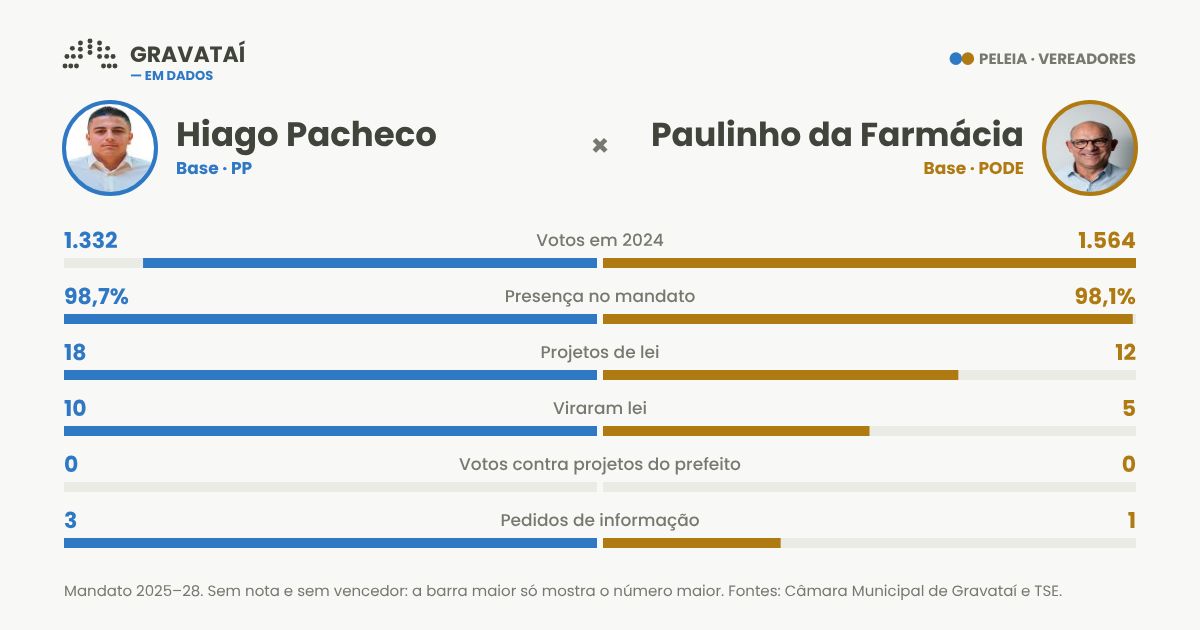 GRAVATAÍ
— EM DADOS
PELEIA · VEREADORES
Hiago Pacheco
Base · PP
×
Paulinho da Farmácia
Base · PODE
1.332 Votos em 2024 1.564
98,7% Presença no mandato 98,1%
18 Projetos de lei 12
10 Viraram lei 5
0 Votos contra projetos do prefeito 0
3 Pedidos de informação 1
Mandato 2025–28. Sem nota e sem vencedor: a barra maior só mostra o número maior. Fontes: Câmara Municipal de Gravataí e TSE.